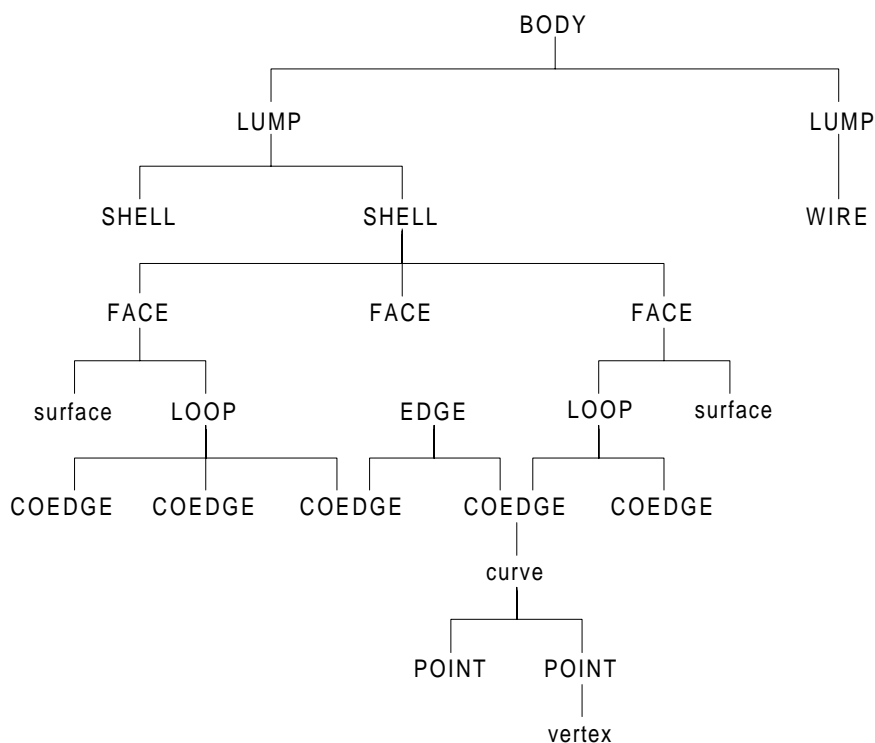 BODY
LUMP LUMP
SHELL SHELL WIRE
FACE FACE FACE
surface LOOP EDGE LOOP surface
COEDGE COEDGE COEDGE COEDGE COEDGE
curve
POINT POINT
vertex